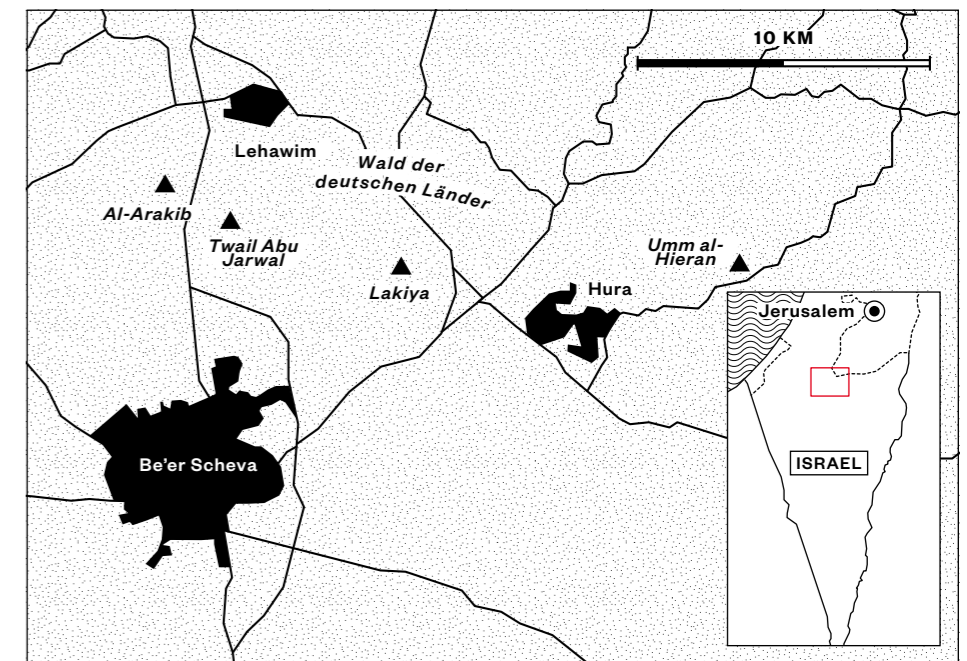 10 KM
Lehawim
Wald der
deutschen Länder
Al-Arakib
Twail Abu
Jarwal
Lakiya
Umm al-
Hieran
Hura
Jerusalem
Be'er Scheva
ISRAEL